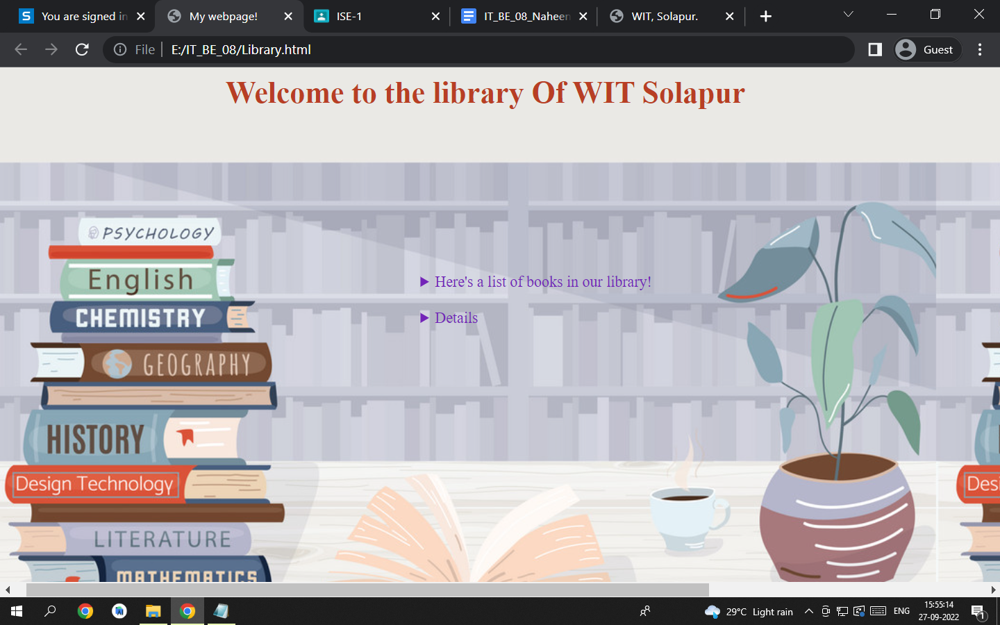 You are signed in
My webpage!
ISE-1
IT_BE_08_Naheen
WIT, Solapur.
File
E:/IT_BE_08/Library.html
Guest
Welcome to the library Of WIT Solapur
PSYCHOLOGY
English
CHEMISTRY
GEOGRAPHY
HISTORY
Design Technology
LITERATURE
MATHEMATICS
Here's a list of books in our library!
Details
Desi
29°C Light rain
ENG
15:55:14
27-09-2022
1